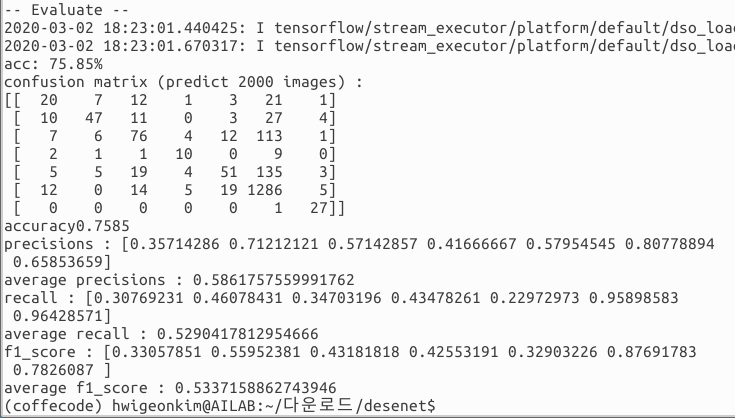 -- Evaluate --
2020-03-02 18:23:01.440425: I tensorflow/stream_executor/platform/default/dso_loa
2020-03-02 18:23:01.670317: I tensorflow/stream_executor/platform/default/dso_loa
acc: 75.85%
confusion matrix (predict 2000 images) :
[[  20    7   12    1    3   21    1]
 [  10   47   11    0    3   27    4]
 [   7    6   76    4   12  113    1]
 [   2    1    1   10    0    9    0]
 [   5    5   19    4   51  135    3]
 [  12    0   14    5   19 1286    5]
 [   0    0    0    0    0    1   27]]
accuracy0.7585
precisions : [0.35714286 0.71212121 0.57142857 0.41666667 0.57954545 0.80778894
 0.65853659]
average precisions : 0.5861757559991762
recall : [0.30769231 0.46078431 0.34703196 0.43478261 0.22972973 0.95898583
 0.96428571]
average recall : 0.5290417812954666
f1_score : [0.33057851 0.55952381 0.43181818 0.42553191 0.32903226 0.87691783
 0.7826087 ]
average f1_score : 0.5337158862743946
(coffecode) hwigeonkim@AILAB:~/다운로드/desenet$